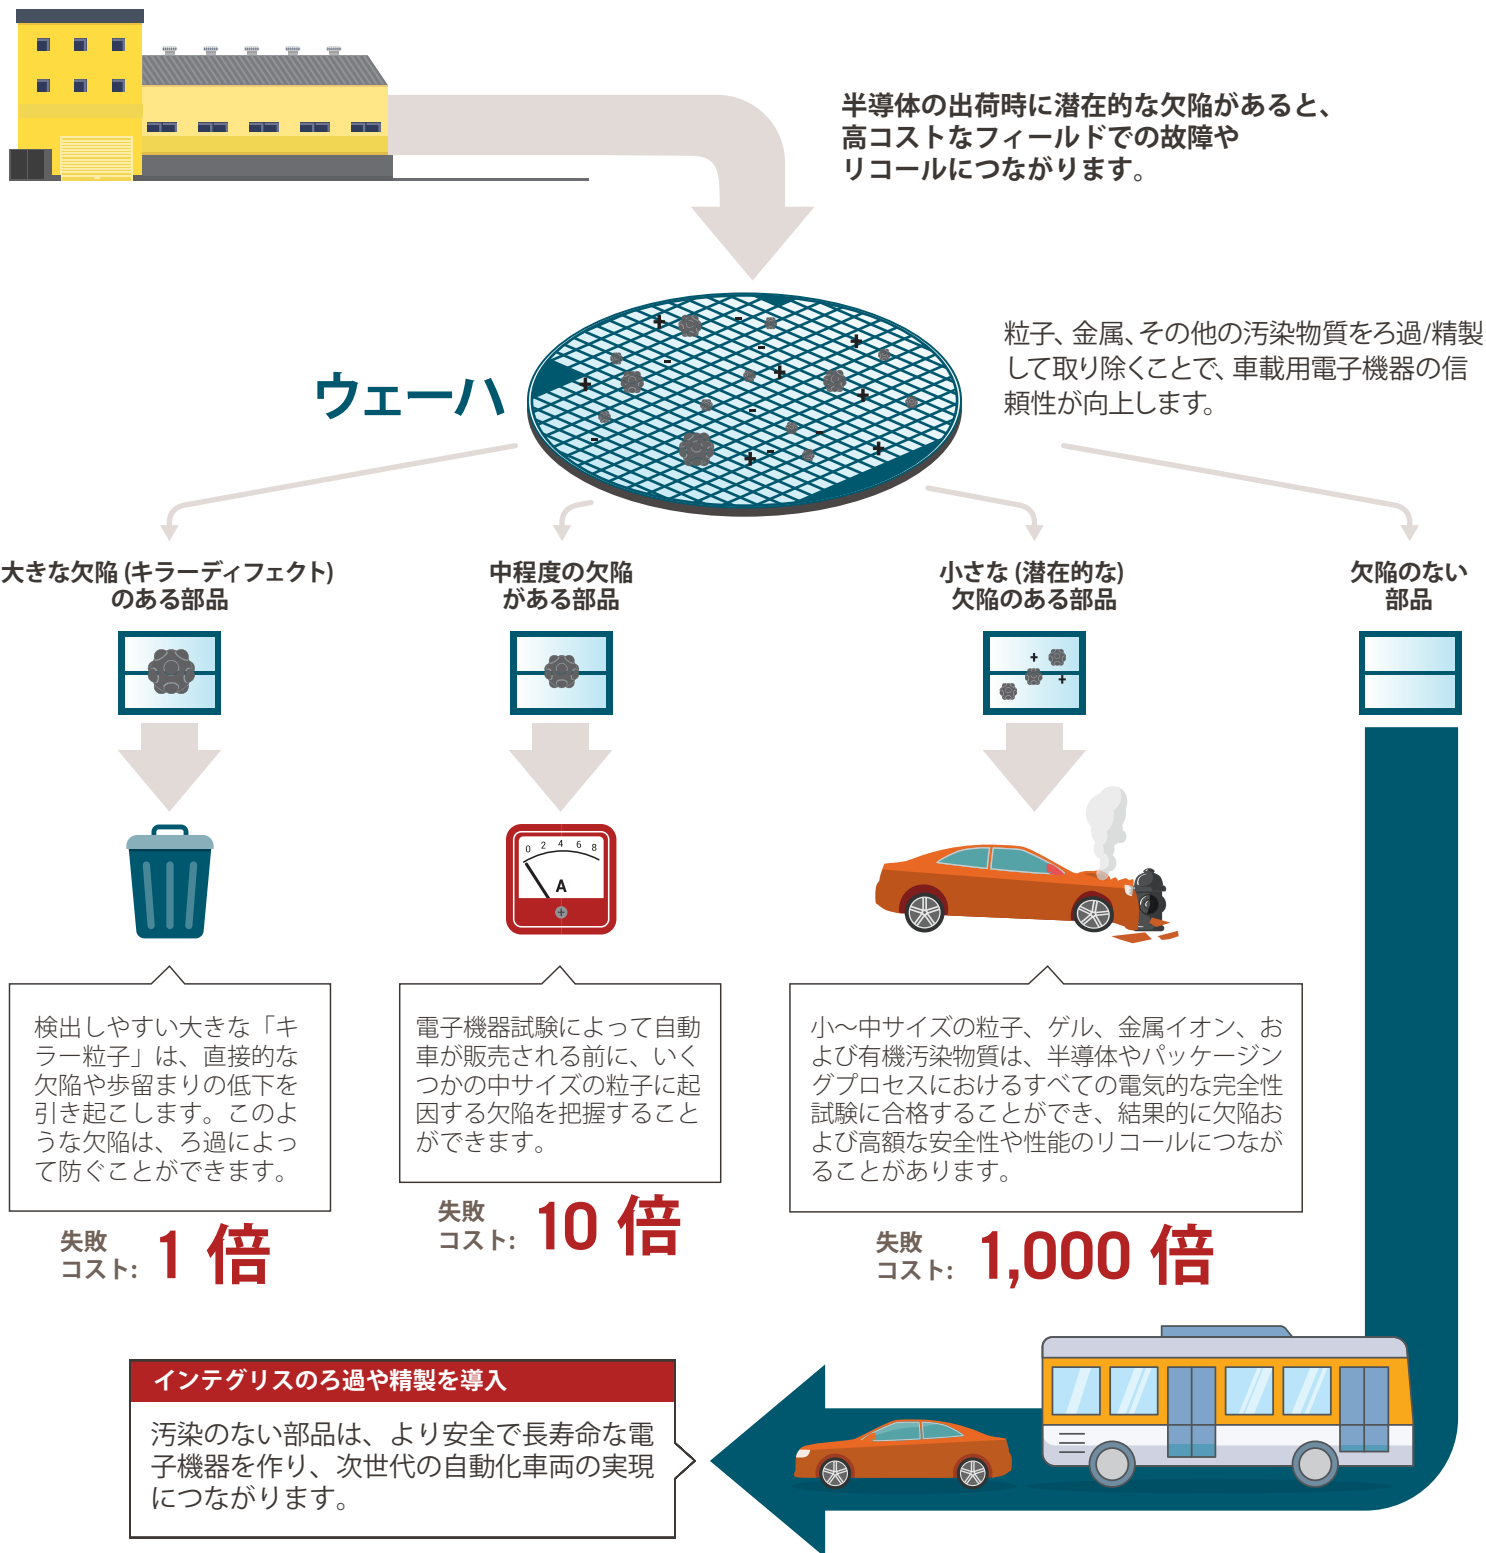 半導体の出荷時に潜在的な欠陥があると、
高コストなフィールドでの故障や
リコールにつながります。
粒子、金属、その他の汚染物質をろ過/精製
して取り除くことで、車載用電子機器の信
頼性が向上します。
ウェーハ
大きな欠陥 (キラーディフェクト)
のある部品
中程度の欠陥
がある部品
小さな (潜在的な)
欠陥のある部品
欠陥のない
部品
0 2 4 6 8
A
検出しやすい大きな「キ
ラー粒子」は、直接的な
欠陥や歩留まりの低下を
引き起こします。このよ
うな欠陥は、ろ過によっ
て防ぐことができます。
失敗
コスト:
1 倍
電子機器試験によって自動
車が販売される前に、いく
つかの中サイズの粒子に起
因する欠陥を把握すること
ができます。
失敗
コスト:
10 倍
小~中サイズの粒子、ゲル、金属イオン、お
よび有機汚染物質は、半導体やパッケージン
グプロセスにおけるすべての電気的な完全性
試験に合格することができ、結果的に欠陥お
よび高額な安全性や性能のリコールにつなが
ることがあります。
失敗
コスト:
1,000 倍
インテグリスのろ過や精製を導入
汚染のない部品は、より安全で長寿命な電
子機器を作り、次世代の自動化車両の実現
につながります。